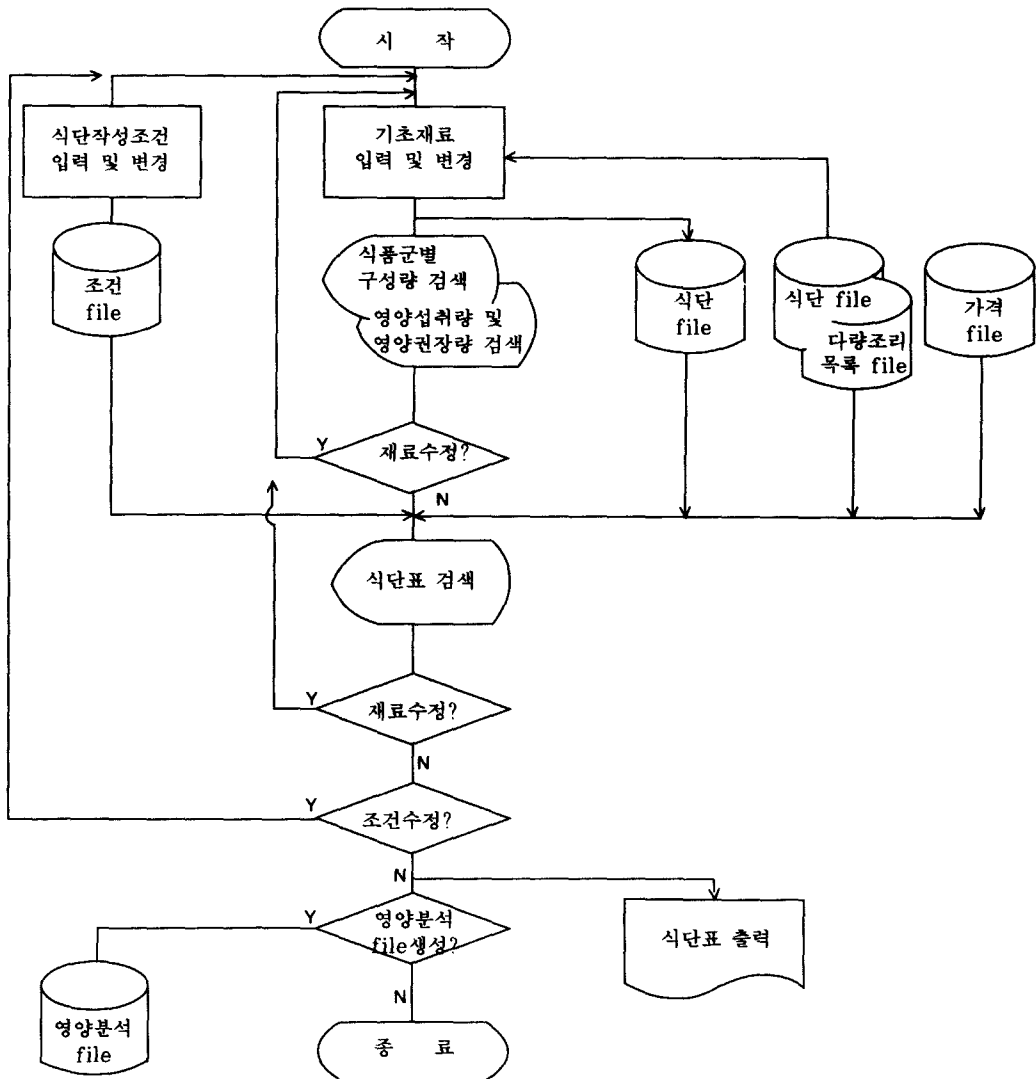 시 작
식단작성조건
입력 및 변경
기초재료
입력 및 변경
조건
file
식품군별
구성량 검색
영양섭취량 및
영양권장량 검색
식단
file
식단 file
다량조리
목록 file
가격
file
Y
재료수정?
N
식단표 검색
Y
재료수정?
N
Y
조건수정?
N
Y
영양분석
file생성?
식단표 출력
N
영양분석
file
종 료